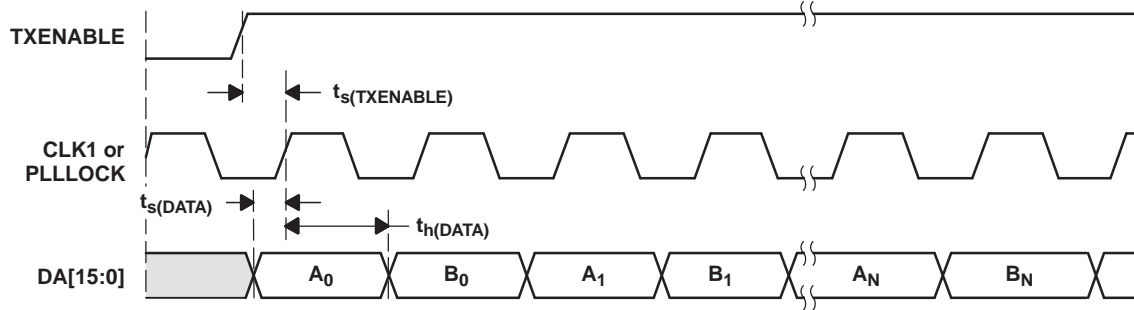 TXENABLE
ts(TXENABLE)
CLK1 or
PLLLOCK
ts(DATA)
th(DATA)
DA[15:0]
A0
B0
A1
B1
AN
BN